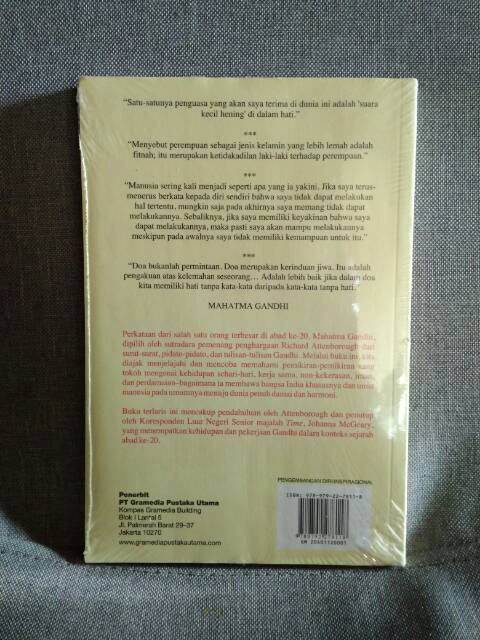 “Satu-satunya penguasa yang akan saya terima di dunia ini adalah 'suara
kecil hening' di dalam hati.”
***
“Menyebut perempuan sebagai jenis kelamin yang lebih lemah adalah
fitnah; itu merupakan ketidakadilan laki-laki terhadap perempuan.”
***
“Manusia sering kali menjadi seperti apa yang ia yakini. Jika saya terus-
menerus berkata kepada diri sendiri bahwa saya tidak dapat melakukan
hal tertentu, mungkin saja pada akhirnya saya memang tidak dapat
melakukannya. Sebaliknya, jika saya memiliki keyakinan bahwa saya
dapat melakukannya, maka pasti saya akan mampu melakukannya
meskipun pada awalnya saya tidak memiliki kemampuan untuk itu.”
***
“Doa bukanlah permintaan. Doa merupakan kerinduan jiwa. Itu adalah
pengakuan atas kelemahan seseorang.... Adalah lebih baik jika dalam doa
kita memiliki hati tanpa kata-kata daripada kata-kata tanpa hati.”
MAHATMA GANDHI
Perkataan dari salah satu orang terbesar di abad ke-20, Mahatma Gandhi,
dipilih oleh sutradara pemenang penghargaan Richard Attenborough dari
surat-surat, pidato-pidato, dan tulisan-tulisan Gandhi. Melalui buku ini, kita
diajak menjelajahi dan mencoba memahami pemikiran-pemikiran sang
tokoh mengenai kehidupan sehari-hari, kerja sama, non-kekerasan, iman,
dan perdamaian–bagaimana ia membawa bangsa India khususnya dan umat
manusia pada umumnya menuju dunia penuh damai dan harmoni.
Buku terlaris ini mencakup pendahuluan oleh Attenborough dan penutup
oleh Koresponden Luar Negeri Senior majalah Time, Johanna McGeary,
yang menempatkan kehidupan dan pekerjaan Gandhi dalam konteks sejarah
abad ke-20.
PENGEMBANGAN DIRI/INSPIRASIONAL
Penerbit
PT Gramedia Pustaka Utama
Kompas Gramedia Building
Blok I Lantai 5
Jl. Palmerah Barat 29-37
Jakarta 10270
www.gramediapustakautama.com
ISBN: 978-979-22-7811-8
GM 20401120001